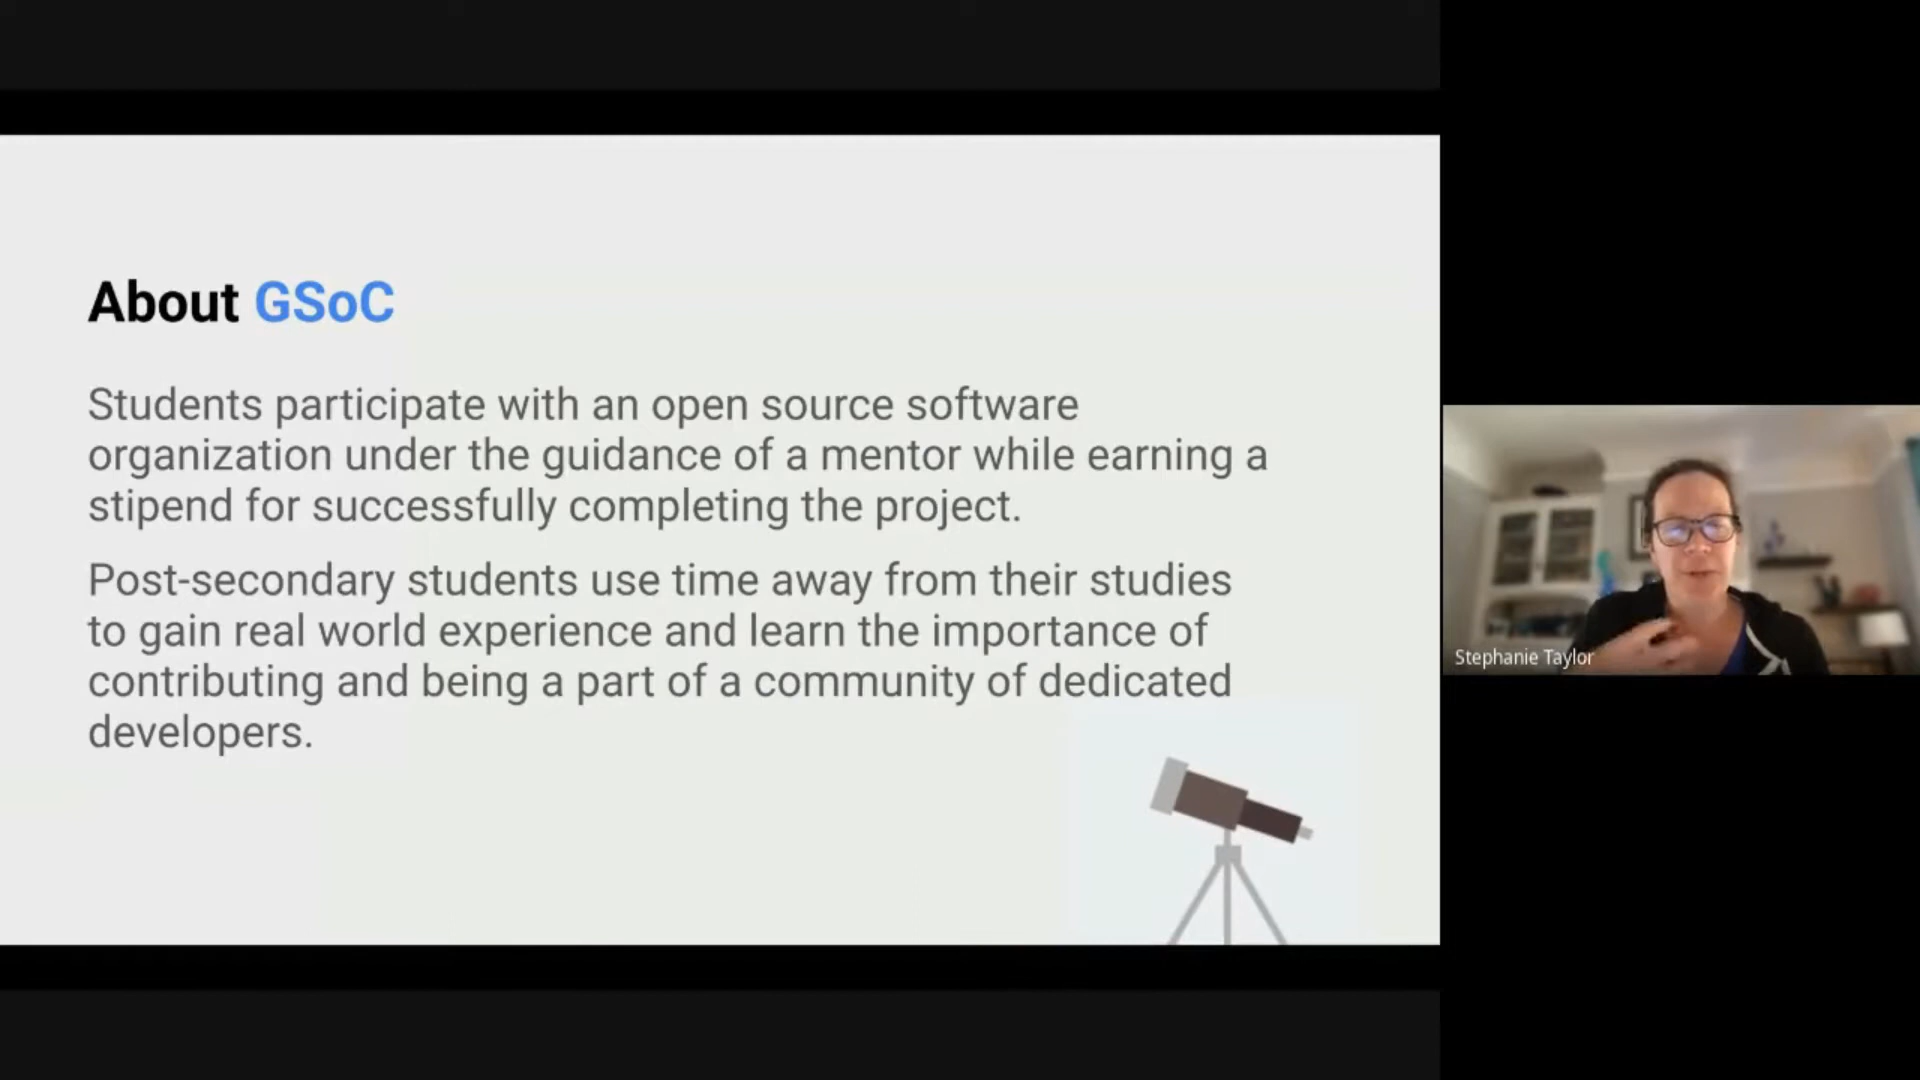 About GSoC
Students participate with an open source software
organization under the guidance of a mentor while earning a
stipend for successfully completing the project.
Post-secondary students use time away from their studies
to gain real world experience and learn the importance of
contributing and being a part of a community of dedicated
developers.
Stephanie Taylor